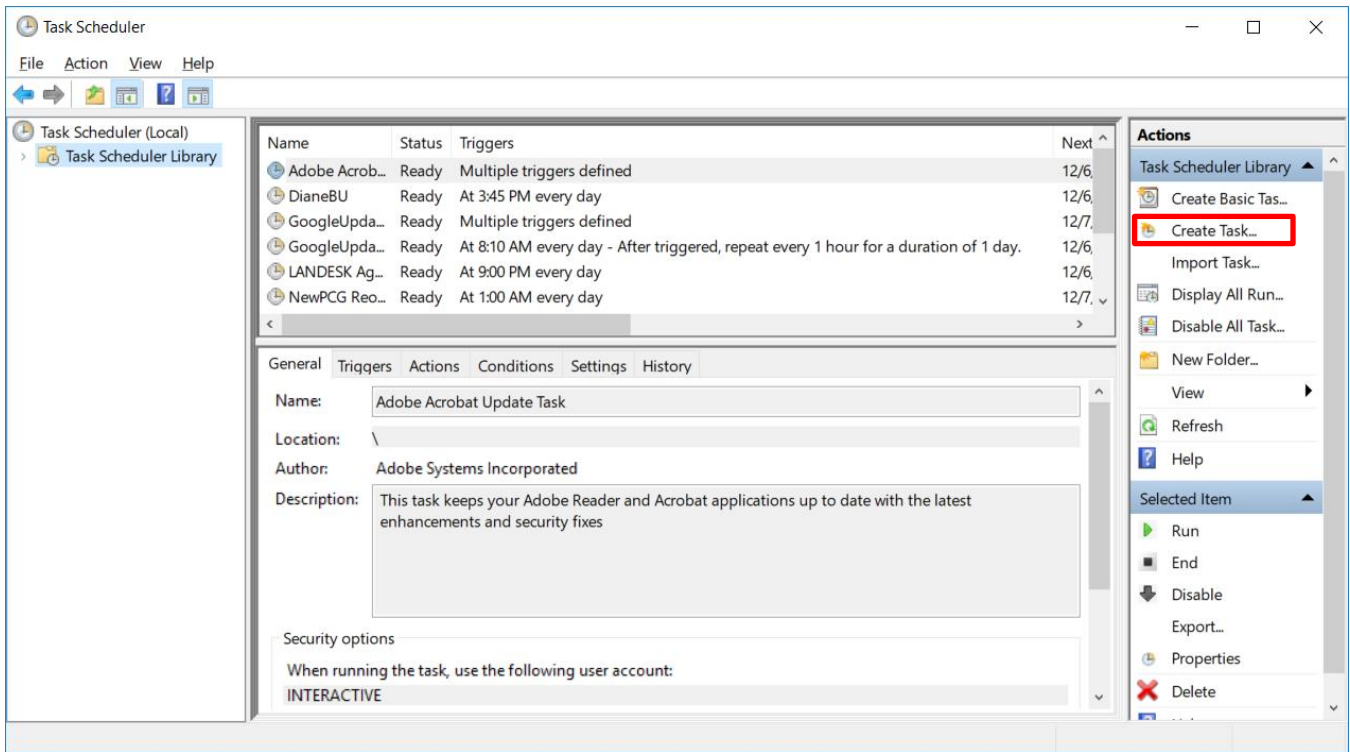 Task Scheduler
File Action View Help
Task Scheduler (Local)
Task Scheduler Library
Name Status Triggers Next
Adobe Acrob... Ready Multiple triggers defined 12/6,
DianeBU Ready At 3:45 PM every day 12/6,
GoogleUpda... Ready Multiple triggers defined 12/7,
GoogleUpda... Ready At 8:10 AM every day - After triggered, repeat every 1 hour for a duration of 1 day. 12/6,
LANDESK Ag... Ready At 9:00 PM every day 12/6,
NewPCG Reo... Ready At 1:00 AM every day 12/7,
General Triggers Actions Conditions Settings History
Name: Adobe Acrobat Update Task
Location: \
Author: Adobe Systems Incorporated
Description: This task keeps your Adobe Reader and Acrobat applications up to date with the latest
enhancements and security fixes
Security options
When running the task, use the following user account:
INTERACTIVE
Actions
Task Scheduler Library
Create Basic Tas...
Create Task...
Import Task...
Display All Run...
Disable All Task...
New Folder...
View
Refresh
Help
Selected Item
Run
End
Disable
Export...
Properties
Delete